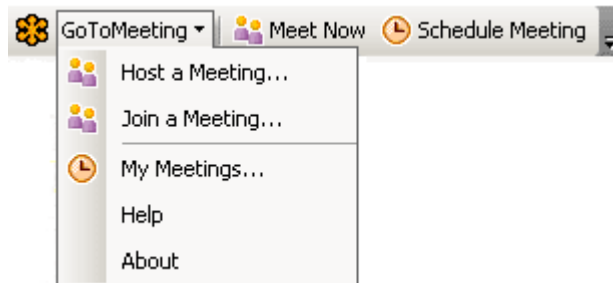 GoToMeeting Meet Now Schedule Meeting
Host a Meeting...
Join a Meeting...
My Meetings...
Help
About